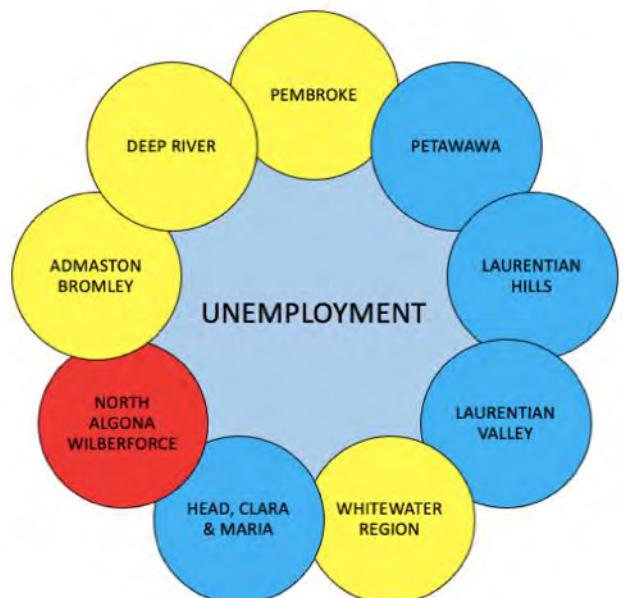 PEMBROKE
DEEP RIVER
PETAWAWA
ADMASTON
BROMLEY
LAURENTIAN
HILLS
UNEMPLOYMENT
NORTH
ALGONA
WILBERFORCE
LAURENTIAN
VALLEY
HEAD, CLARA
& MARIA
WHITEWATER
REGION